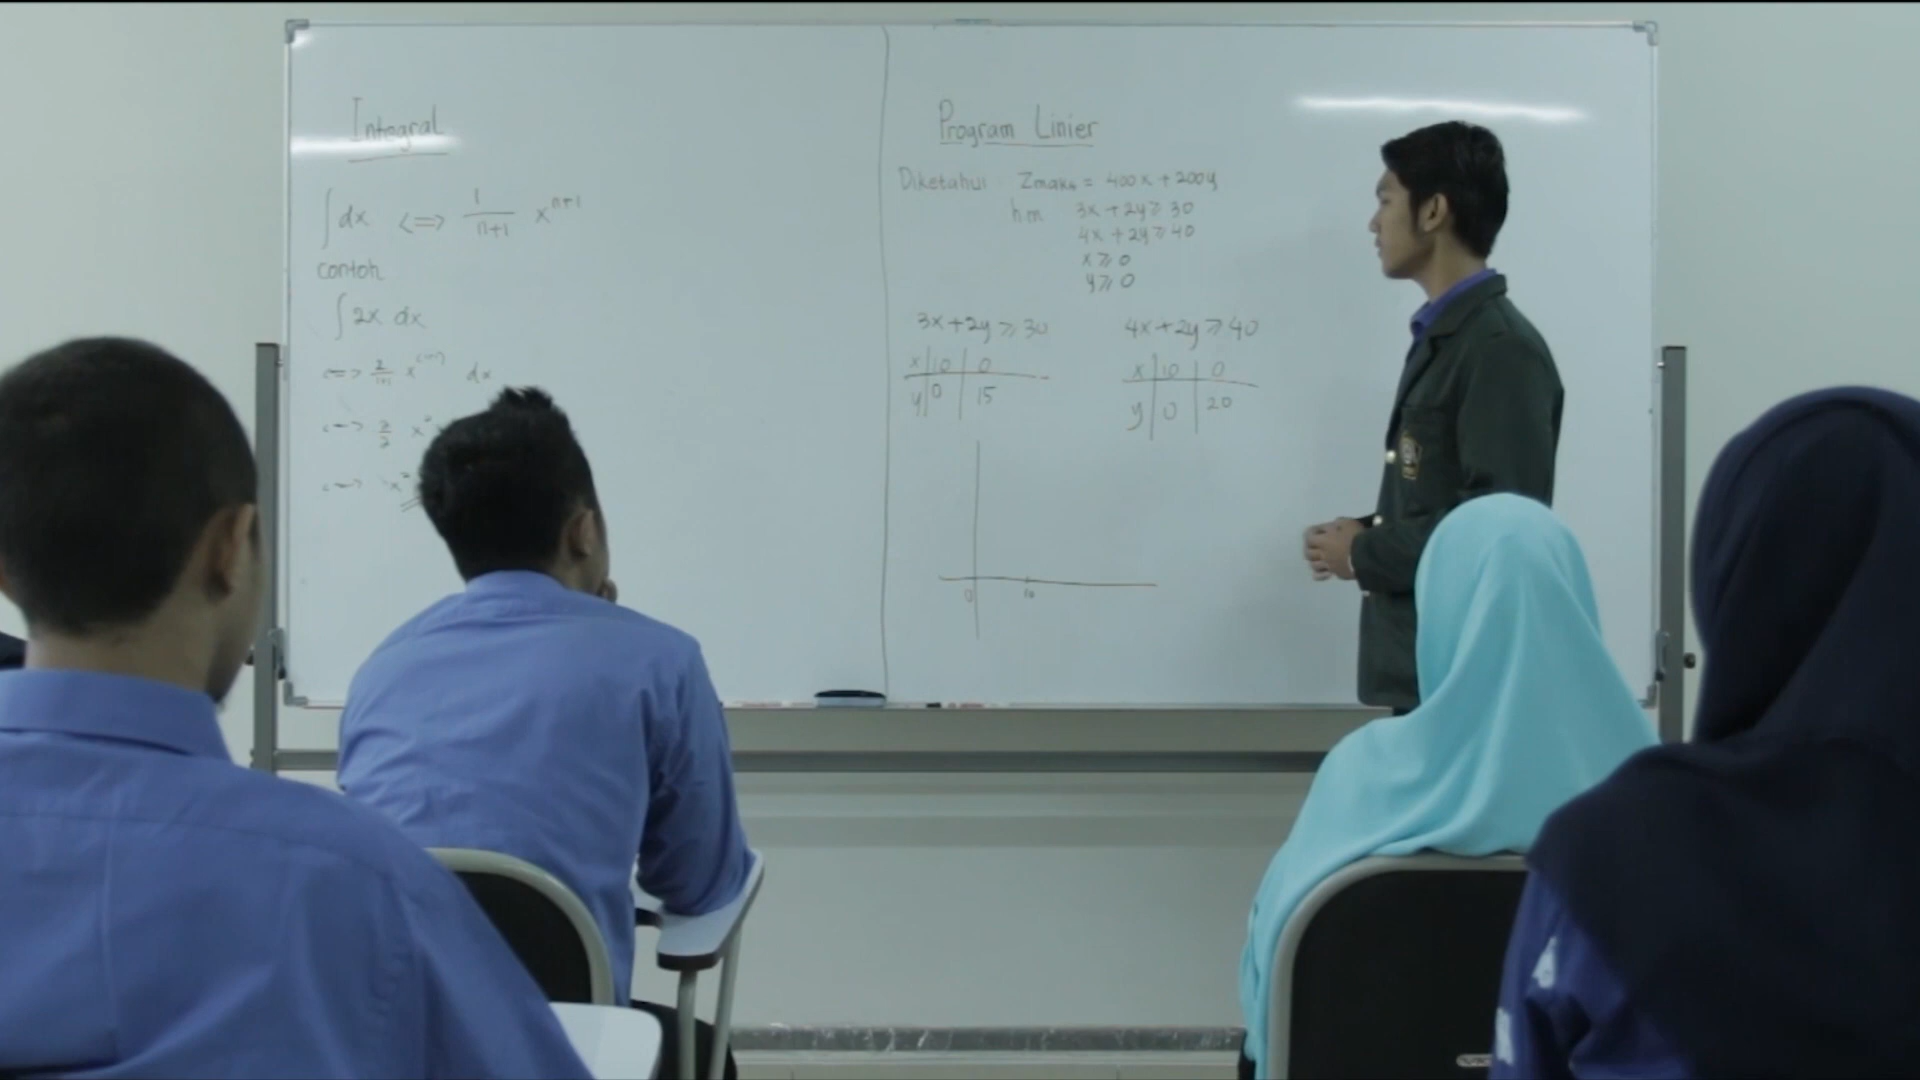 Integral
∫ dx <=> 1/n+1 x^n+1
Contoh
∫ 2x dx
<=> 2/1+1 x^(1+1) dx
<=> 2/2 x^2
<=> x^2
Program Linier
Diketahui Zmaks = 400x + 200y
hm 3x + 2y ≥ 30
4x + 2y ≥ 40
x ≥ 0
y ≥ 0
3x + 2y ≥ 30
x 10 0
y 0 15
4x + 2y ≥ 40
x 10 0
y 0 20
0 10